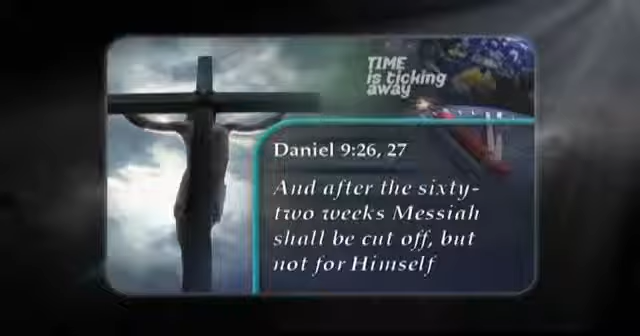 TIME
is ticking
away
Daniel 9:26, 27
And after the sixty-
two weeks Messiah
shall be cut off, but
not for Himself